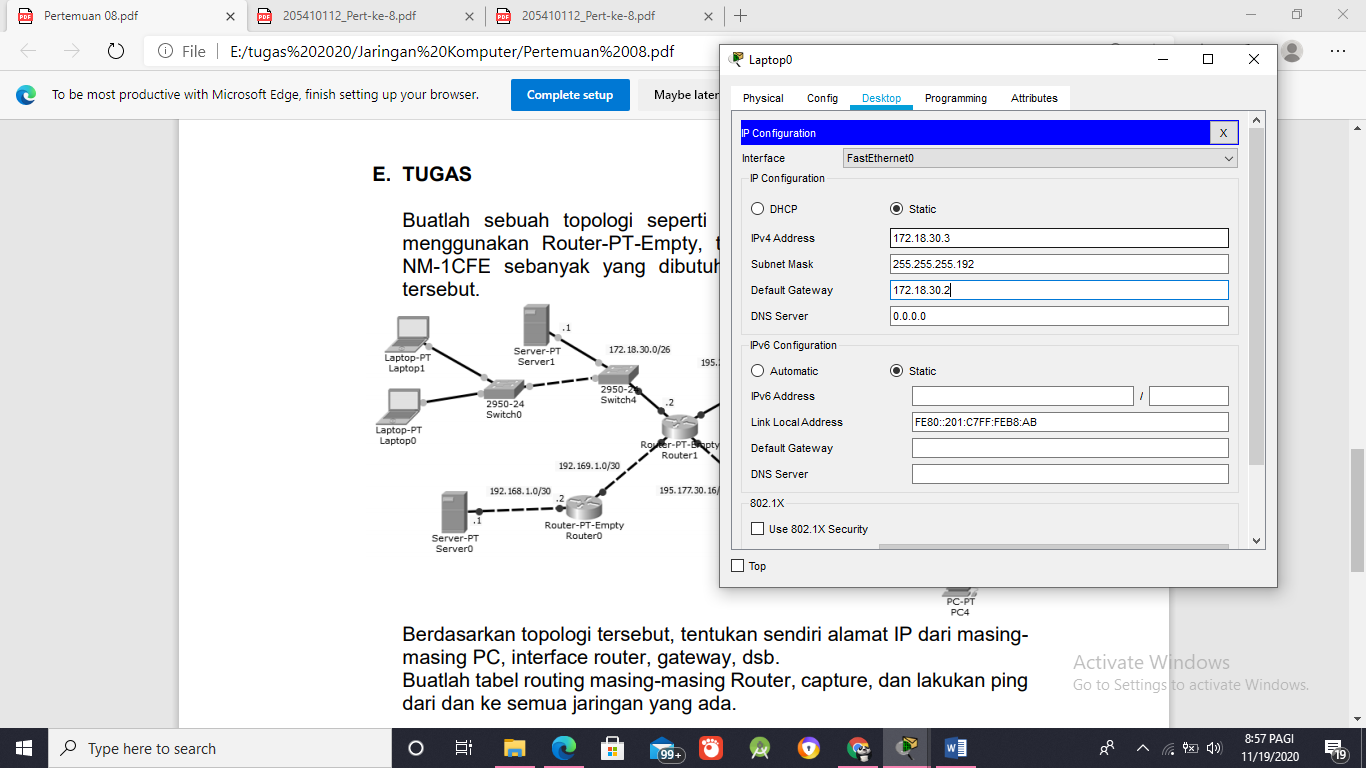 Pertemuan 08.pdf
205410112_Pert-ke-8.pdf
205410112_Pert-ke-8.pdf
File
E:/tugas%202020/Jaringan%20Komputer/Pertemuan%2008.pdf
To be most productive with Microsoft Edge, finish setting up your browser.
Complete setup
Maybe later
E. TUGAS
Buatlah sebuah topologi seperti
menggunakan Router-PT-Empty,
NM-1CFE sebanyak yang dibutuh
tersebut.
Laptop-PT
Laptop1
Server-PT
Server1
.1
172.18.30.0/26
195.
2950-24
Switch0
2950-24
Switch4
Laptop-PT
Laptop0
.2
Router-PT-Empty
Router1
192.169.1.0/30
195.177.30.16/
192.168.1.0/30
.2
.1
Server-PT
Server0
Router-PT-Empty
Router0
PC-PT
PC4
Berdasarkan topologi tersebut, tentukan sendiri alamat IP dari masing-
masing PC, interface router, gateway, dsb.
Buatlah tabel routing masing-masing Router, capture, dan lakukan ping
dari dan ke semua jaringan yang ada.
Laptop0
Physical
Config
Desktop
Programming
Attributes
IP Configuration
X
Interface
FastEthernet0
IP Configuration
DHCP
Static
IPv4 Address
172.18.30.3
Subnet Mask
255.255.255.192
Default Gateway
172.18.30.2
DNS Server
0.0.0.0
IPv6 Configuration
Automatic
Static
IPv6 Address
/
Link Local Address
FE80::201:C7FF:FEB8:AB
Default Gateway
DNS Server
802.1X
Use 802.1X Security
Top
Activate Windows
Go to Settings to activate Windows.
Type here to search
99+
8:57 PAGI
11/19/2020
19